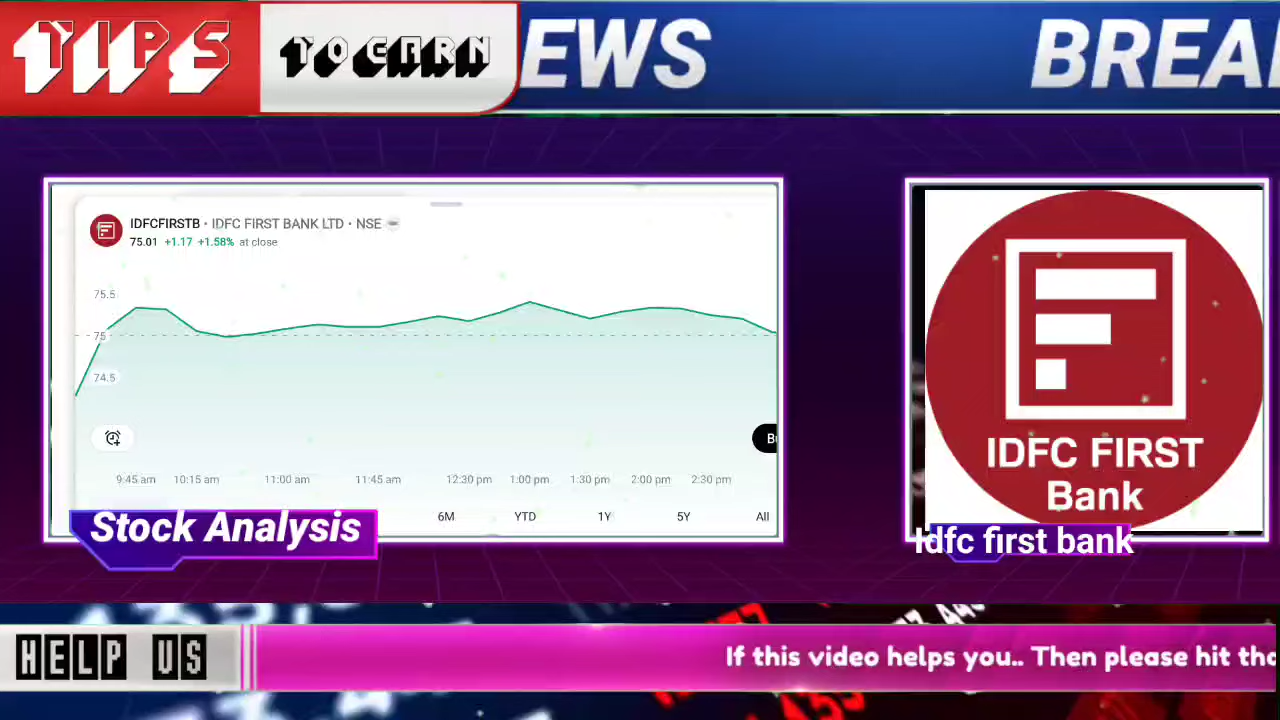 TIPS
TO EARN
EWS
BREA
IDFCFIRSTB · IDFC FIRST BANK LTD · NSE
75.01 +1.17 +1.58% at close
75.5
75
74.5
9:45 am 10:15 am 11:00 am 11:45 am 12:30 pm 1:00 pm 1:30 pm 2:00 pm 2:30 pm
6M YTD 1Y 5Y All
Stock Analysis
IDFC FIRST
Bank
Idfc first bank
HELP US
If this video helps you.. Then please hit